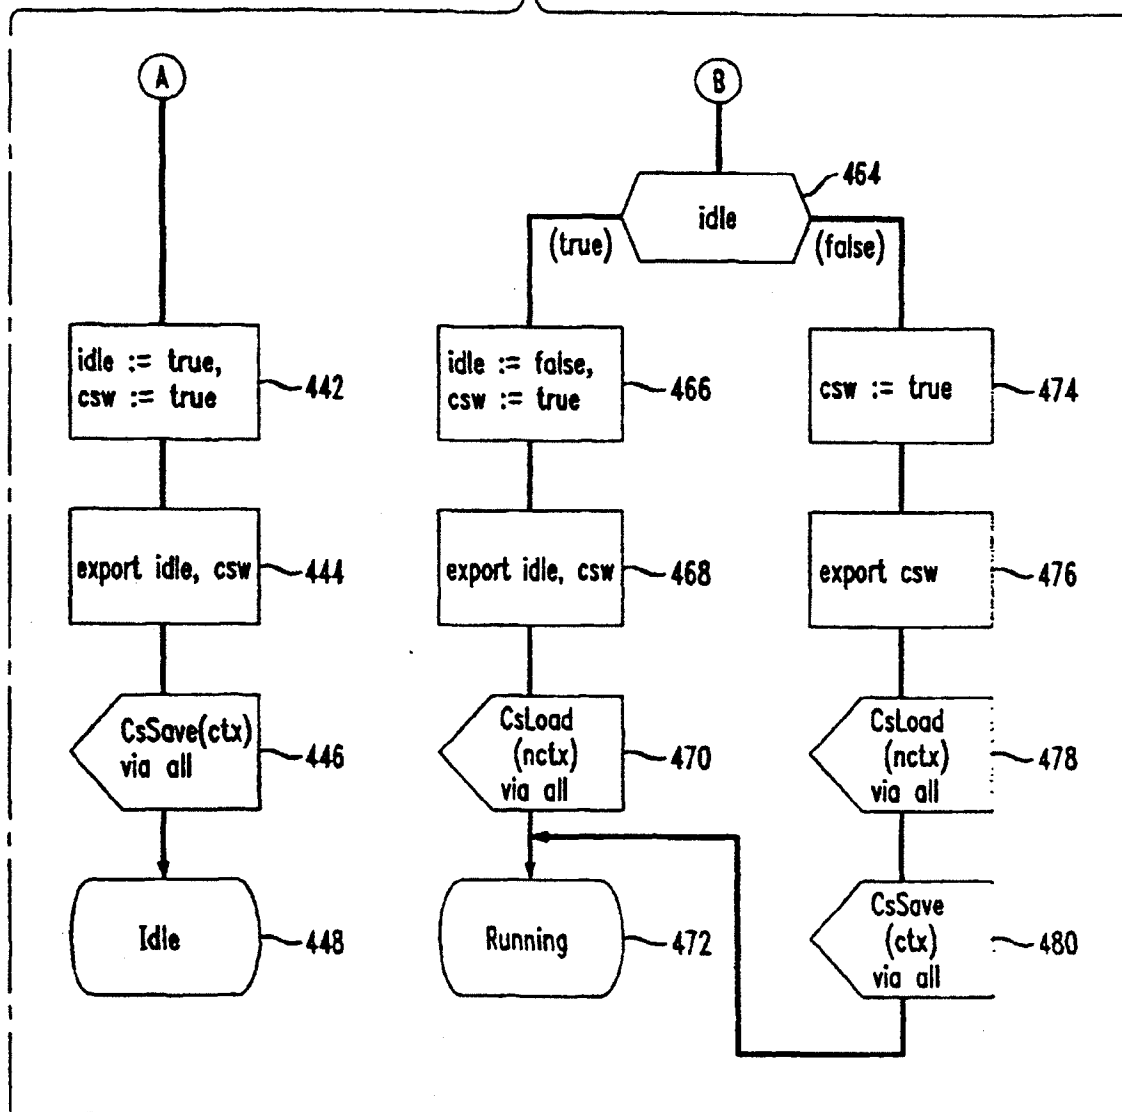 A
B
464
idle
(true)
(false)
idle := true,
csw := true
442
idle := false,
csw := true
466
csw := true
474
export idle, csw
444
export idle, csw
468
export csw
476
CsSave(ctx)
via all
446
CsLoad
(nctx)
via all
470
CsLoad
(nctx)
via all
478
Idle
448
Running
472
CsSave
(ctx)
via all
480